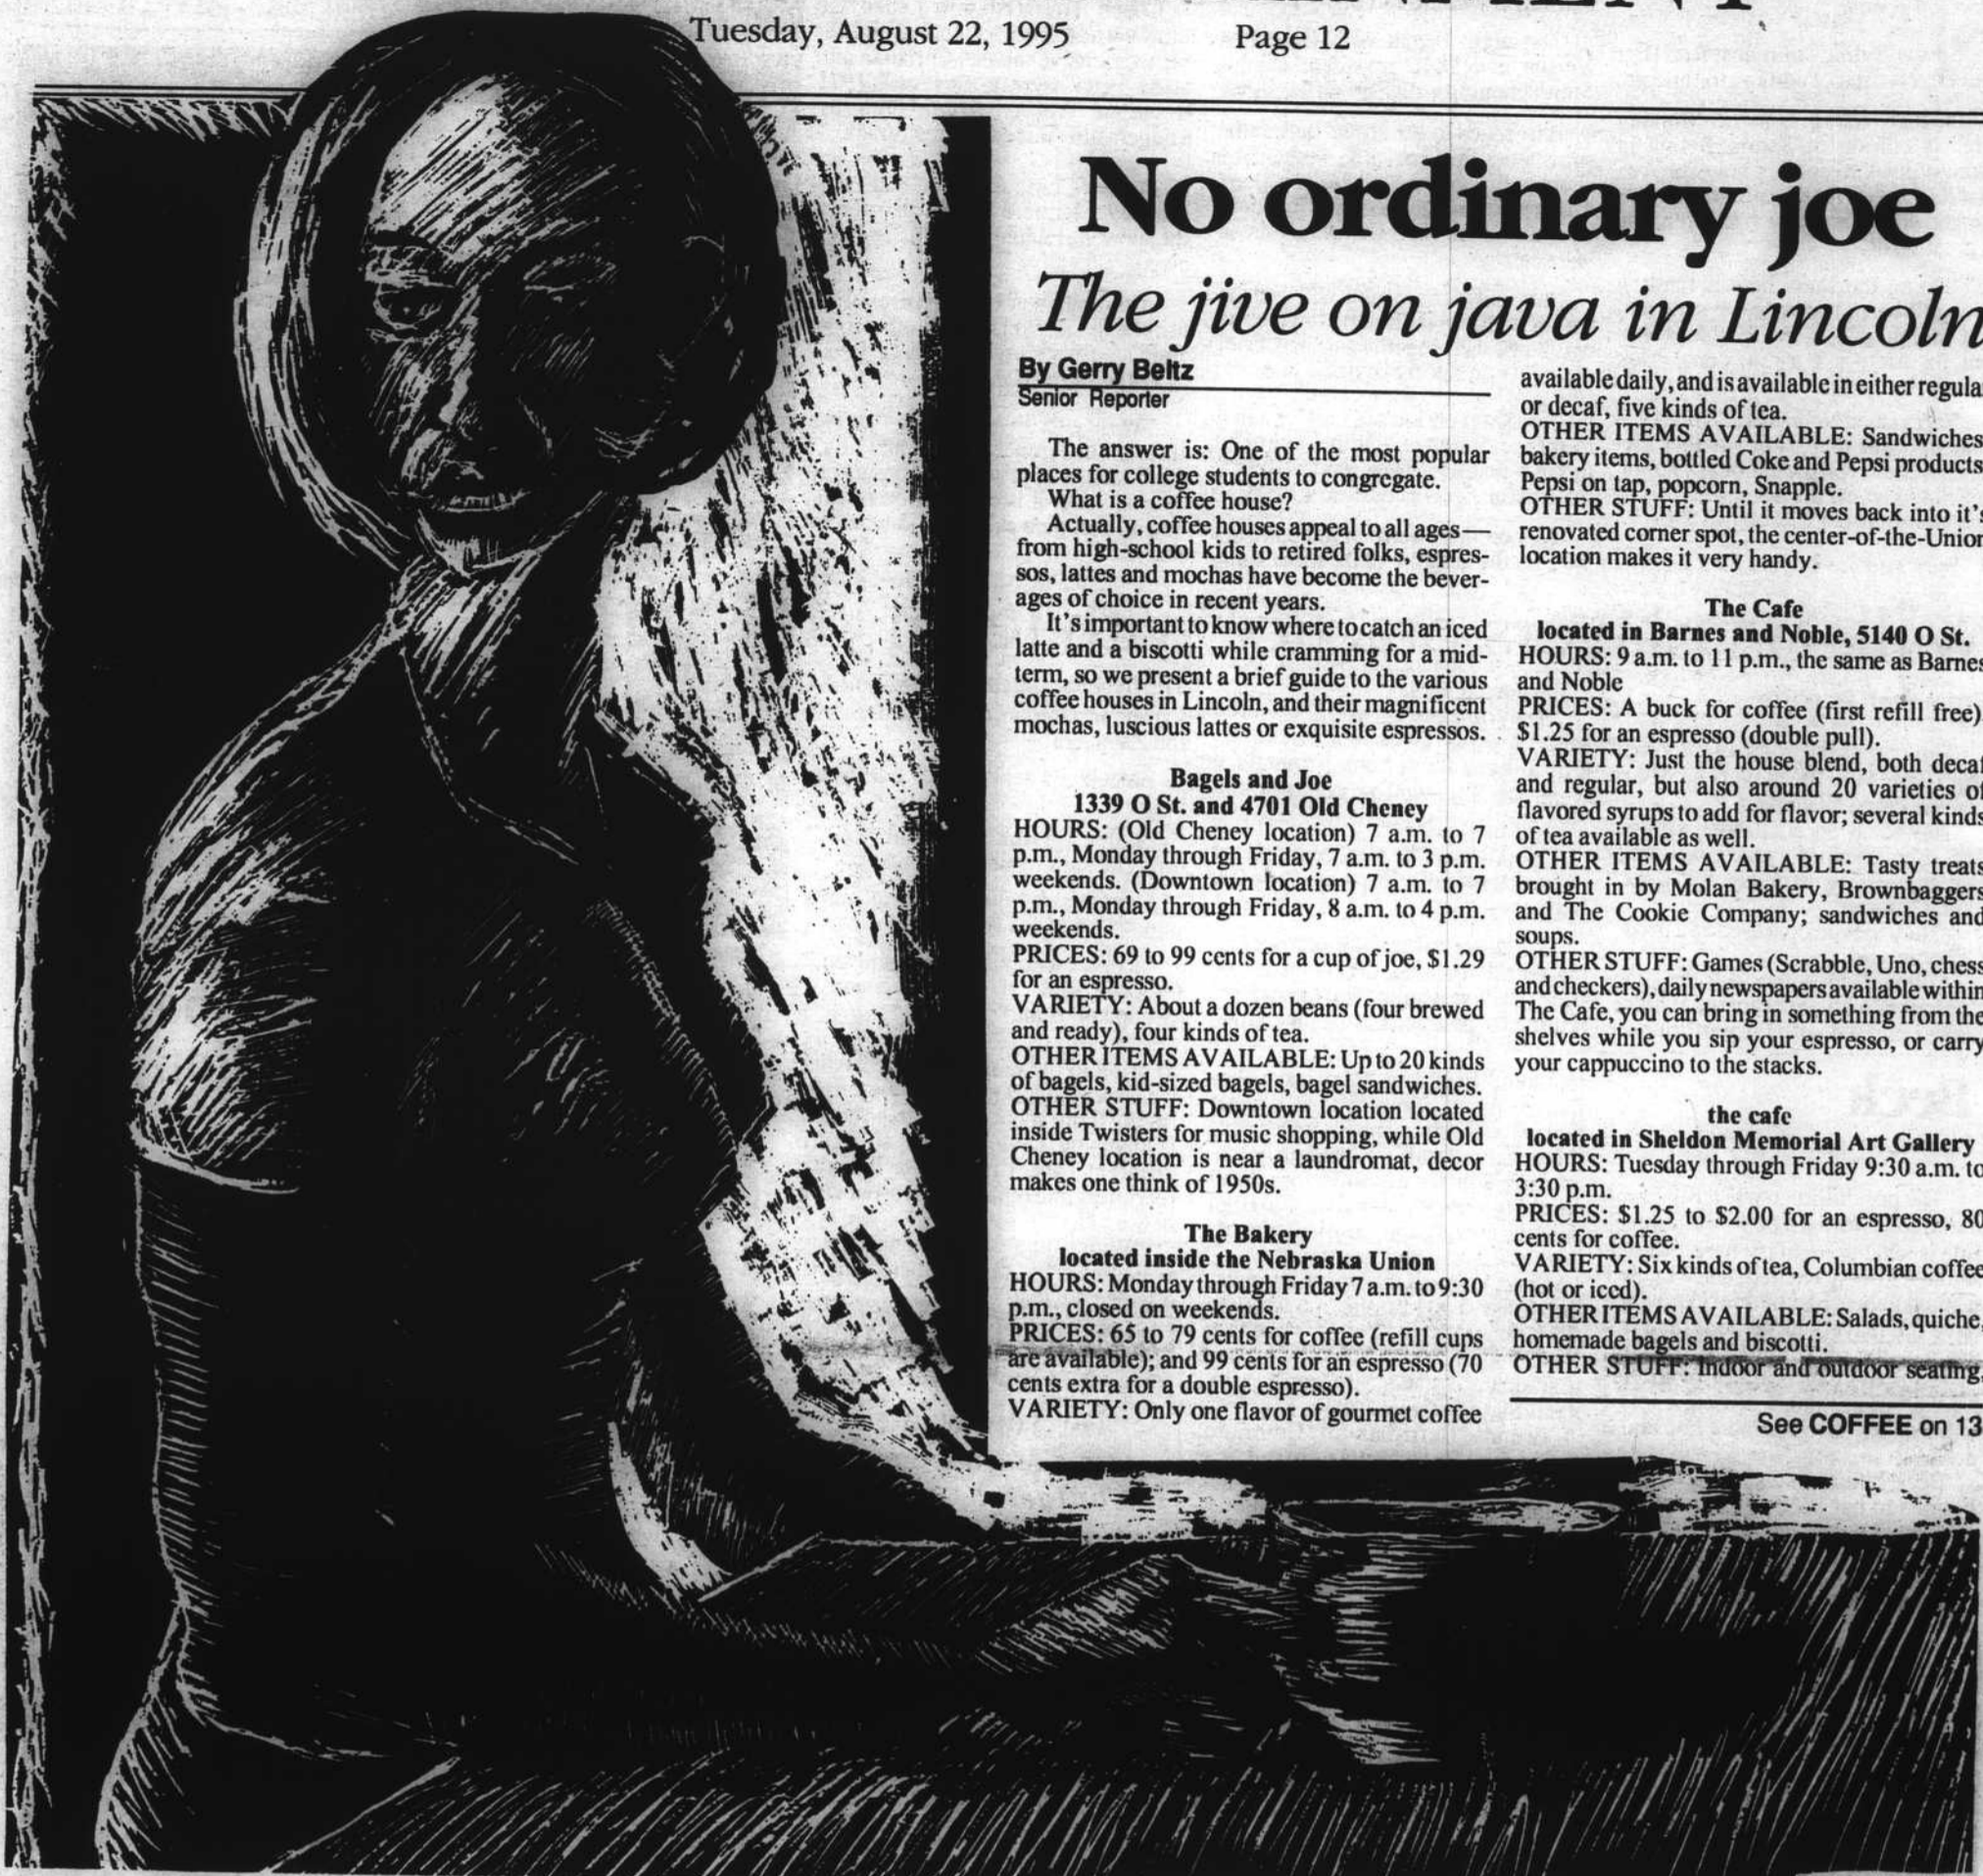 Tuesday, August 22, 1995
Page 12
No ordinary joe
The jive on java in Lincoln
By Gerry Beltz
Senior Reporter
The answer is: One of the most popular
places for college students to congregate.
What is a coffee house?
Actually, coffee houses appeal to all ages —
from high-school kids to retired folks, espres-
sos, lattes and mochas have become the bever-
ages of choice in recent years.
It's important to know where to catch an iced
latte and a biscotti while cramming for a mid-
term, so we present a brief guide to the various
coffee houses in Lincoln, and their magnificent
mochas, luscious lattes or exquisite espressos.
Bagels and Joe
1339 O St. and 4701 Old Cheney
HOURS: (Old Cheney location) 7 a.m. to 7
p.m., Monday through Friday, 7 a.m. to 3 p.m.
weekends. (Downtown location) 7 a.m. to 7
p.m., Monday through Friday, 8 a.m. to 4 p.m.
weekends.
PRICES: 69 to 99 cents for a cup of joe, $1.29
for an espresso.
VARIETY: About a dozen beans (four brewed
and ready), four kinds of tea.
OTHER ITEMS AVAILABLE: Up to 20 kinds
of bagels, kid-sized bagels, bagel sandwiches.
OTHER STUFF: Downtown location located
inside Twisters for music shopping, while Old
Cheney location is near a laundromat, decor
makes one think of 1950s.
The Bakery
located inside the Nebraska Union
HOURS: Monday through Friday 7 a.m. to 9:30
p.m., closed on weekends.
PRICES: 65 to 79 cents for coffee (refill cups
are available); and 99 cents for an espresso (70
cents extra for a double espresso).
VARIETY: Only one flavor of gourmet coffee
available daily, and is available in either regular
or decaf, five kinds of tea.
OTHER ITEMS AVAILABLE: Sandwiches
bakery items, bottled Coke and Pepsi products
Pepsi on tap, popcorn, Snapple.
OTHER STUFF: Until it moves back into it's
renovated corner spot, the center-of-the-Union
location makes it very handy.
The Cafe
located in Barnes and Noble, 5140 O St.
HOURS: 9 a.m. to 11 p.m., the same as Barnes
and Noble
PRICES: A buck for coffee (first refill free)
$1.25 for an espresso (double pull).
VARIETY: Just the house blend, both decaf
and regular, but also around 20 varieties of
flavored syrups to add for flavor; several kinds
of tea available as well.
OTHER ITEMS AVAILABLE: Tasty treats
brought in by Molan Bakery, Brownbaggers
and The Cookie Company; sandwiches and
soups.
OTHER STUFF: Games (Scrabble, Uno, chess
and checkers), daily newspapers available within
The Cafe, you can bring in something from the
shelves while you sip your espresso, or carry
your cappuccino to the stacks.
the cafe
located in Sheldon Memorial Art Gallery
HOURS: Tuesday through Friday 9:30 a.m. to
3:30 p.m.
PRICES: $1.25 to $2.00 for an espresso, 80
cents for coffee.
VARIETY: Six kinds of tea, Columbian coffee
(hot or iced).
OTHER ITEMS AVAILABLE: Salads, quiche,
homemade bagels and biscotti.
OTHER STUFF: Indoor and outdoor seating,
See COFFEE on 13